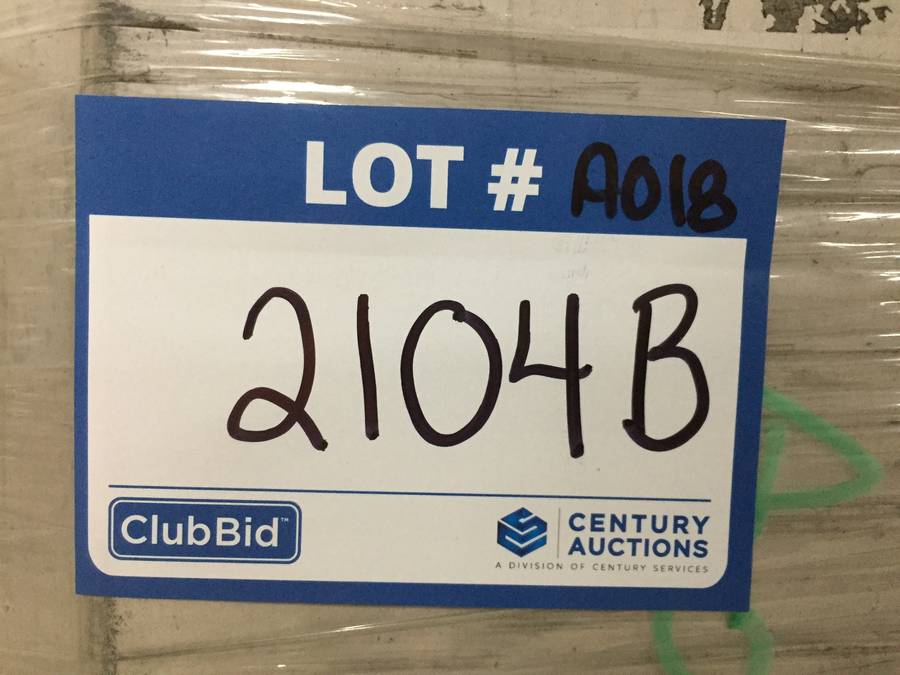 LOT # A018
2104B
ClubBid™
CENTURY
AUCTIONS
A DIVISION OF CENTURY SERVICES